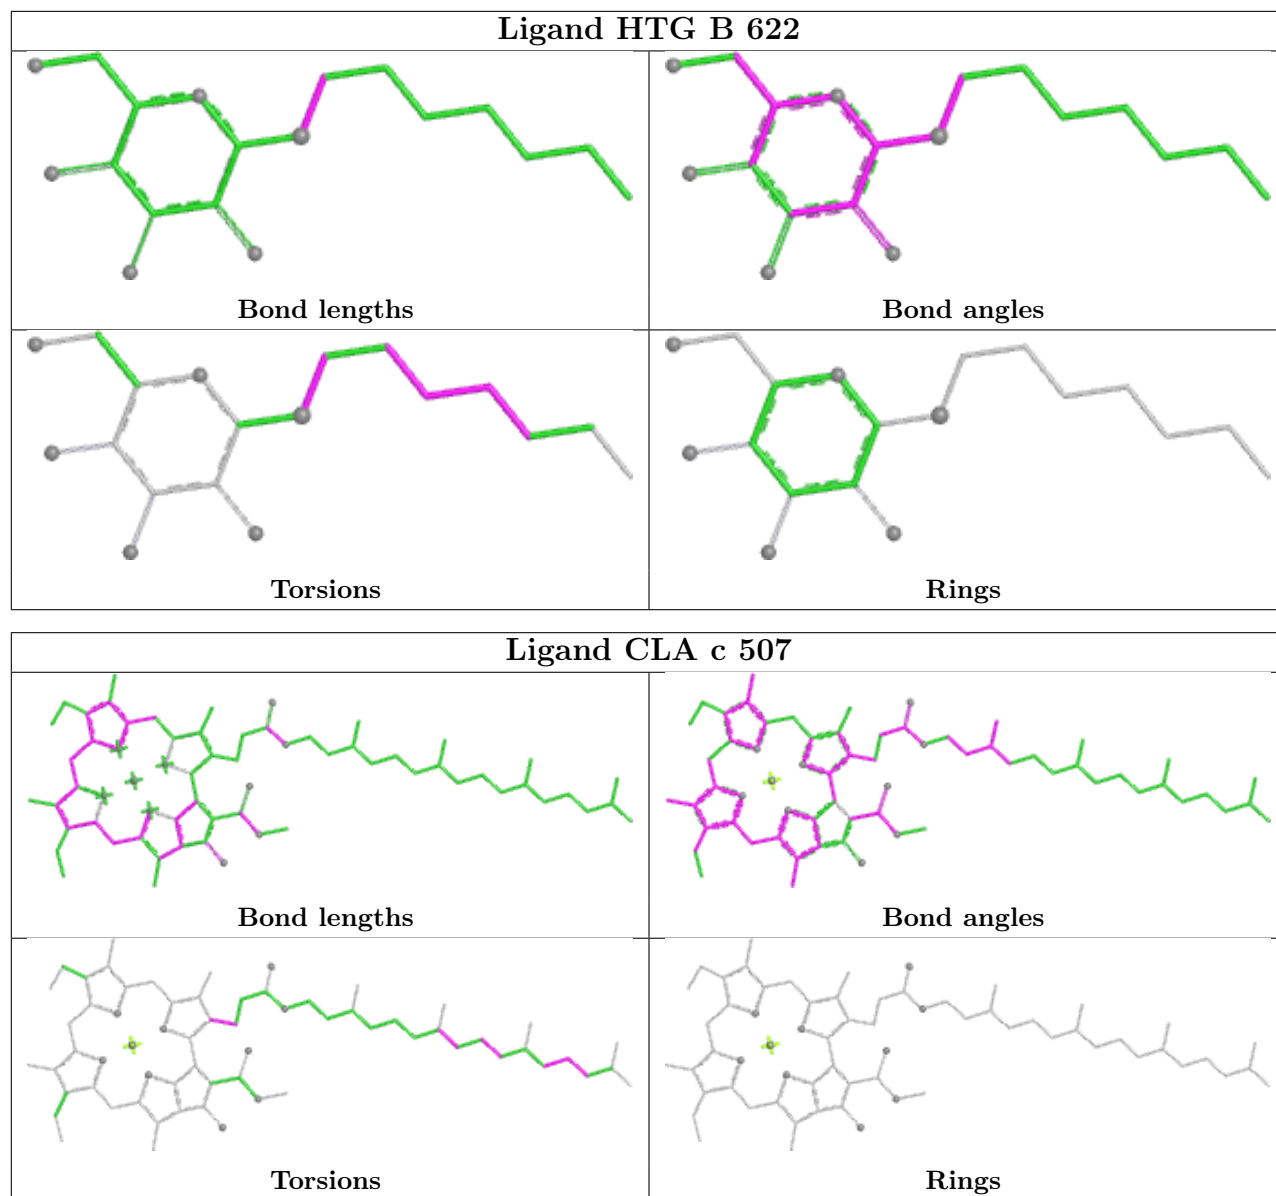 Ligand HTG B 622
Bond lengths
Bond angles
Torsions
Rings
Ligand CLA c 507
Bond lengths
Bond angles
Torsions
Rings